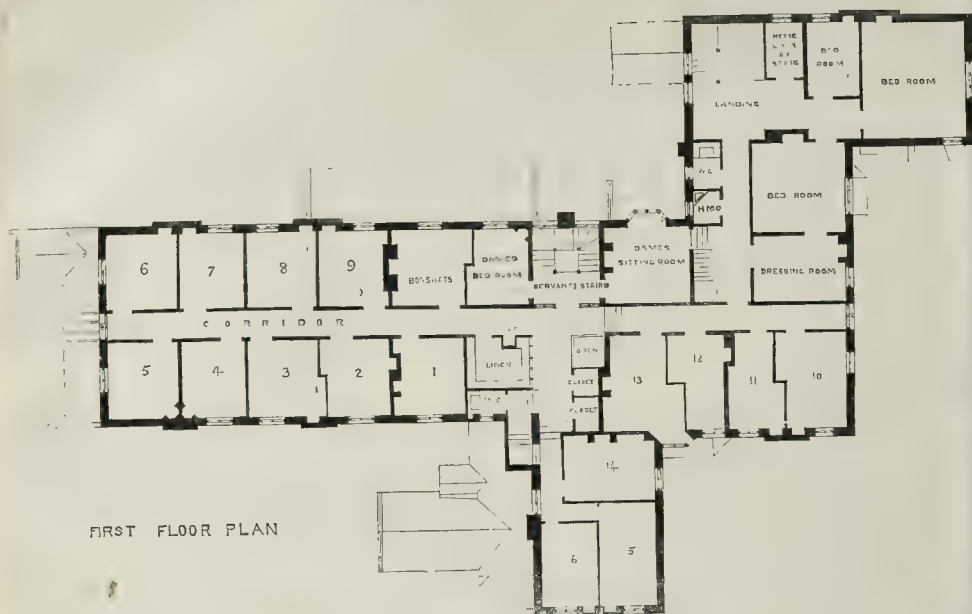 HOUSE
STORE
BED
ROOM
BED ROOM
LANDING
W.C
H.M.D
BED ROOM
DRESSING ROOM
6
7
8
9
DAMES
BED ROOM
SERVANTS STAIRS
DAMES
SITTING ROOM
CORRIDOR
5
4
3
2
1
LINEN
OPEN
CLOSET
CLOSET
13
12
11
10
14
6
5
FIRST FLOOR PLAN